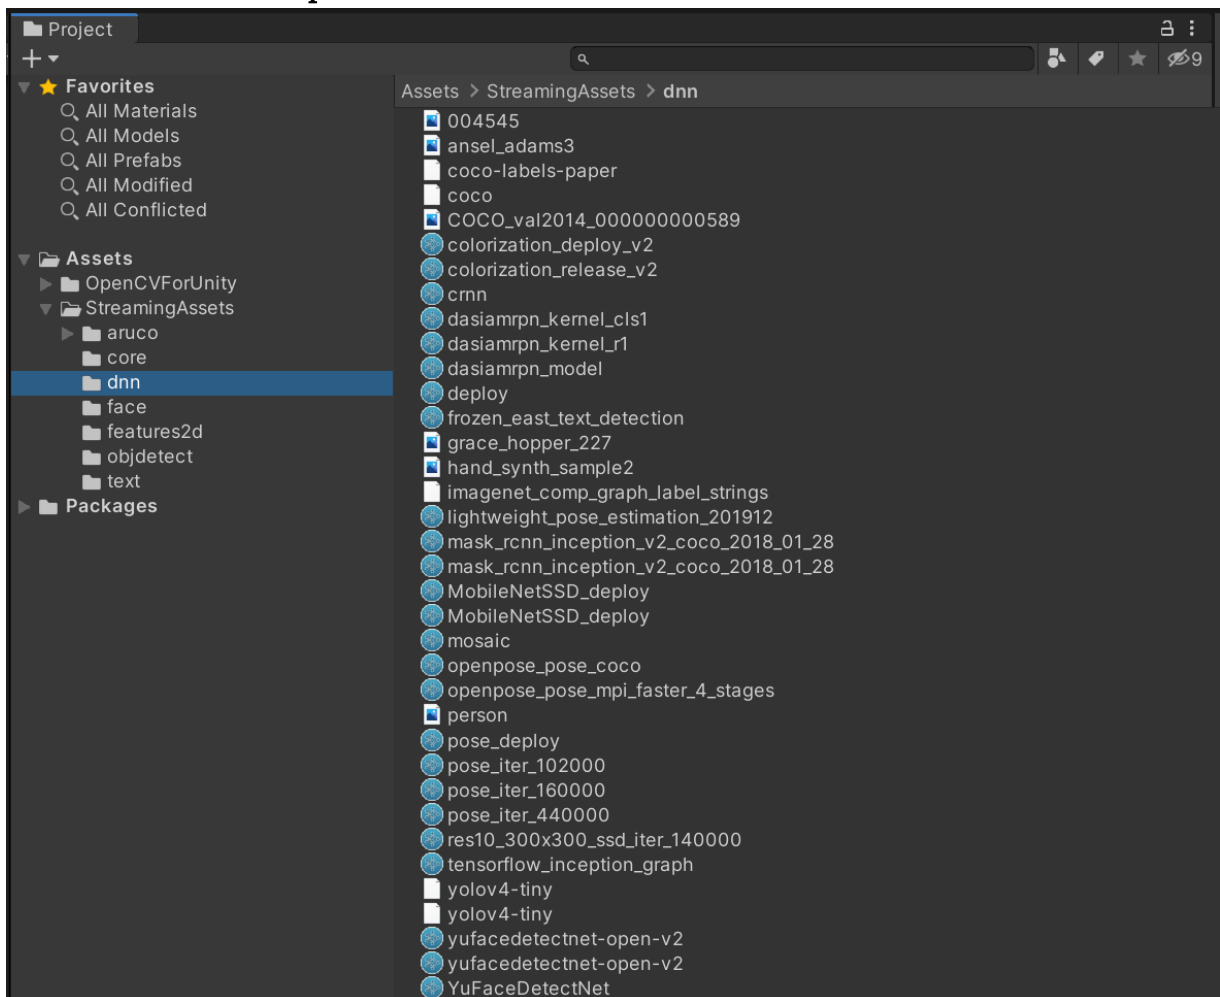 Project
9
Favorites
All Materials
All Models
All Prefabs
All Modified
All Conflicted
Assets
OpenCVForUnity
StreamingAssets
aruco
core
dnn
face
features2d
objdetect
text
Packages
Assets > StreamingAssets > dnn
004545
ansel_adams3
coco-labels-paper
coco
COCO_val2014_000000000589
colorization_deploy_v2
colorization_release_v2
crnn
dasiamrpn_kernel_cls1
dasiamrpn_kernel_r1
dasiamrpn_model
deploy
frozen_east_text_detection
grace_hopper_227
hand_synth_sample2
imagenet_comp_graph_label_strings
lightweight_pose_estimation_201912
mask_rcnn_inception_v2_coco_2018_01_28
mask_rcnn_inception_v2_coco_2018_01_28
MobileNetSSD_deploy
MobileNetSSD_deploy
mosaic
openpose_pose_coco
openpose_pose_mpi_faster_4_stages
person
pose_deploy
pose_iter_102000
pose_iter_160000
pose_iter_440000
res10_300x300_ssd_iter_140000
tensorflow_inception_graph
yolov4-tiny
yolov4-tiny
yufacedetectnet-open-v2
yufacedetectnet-open-v2
YuFaceDetectNet